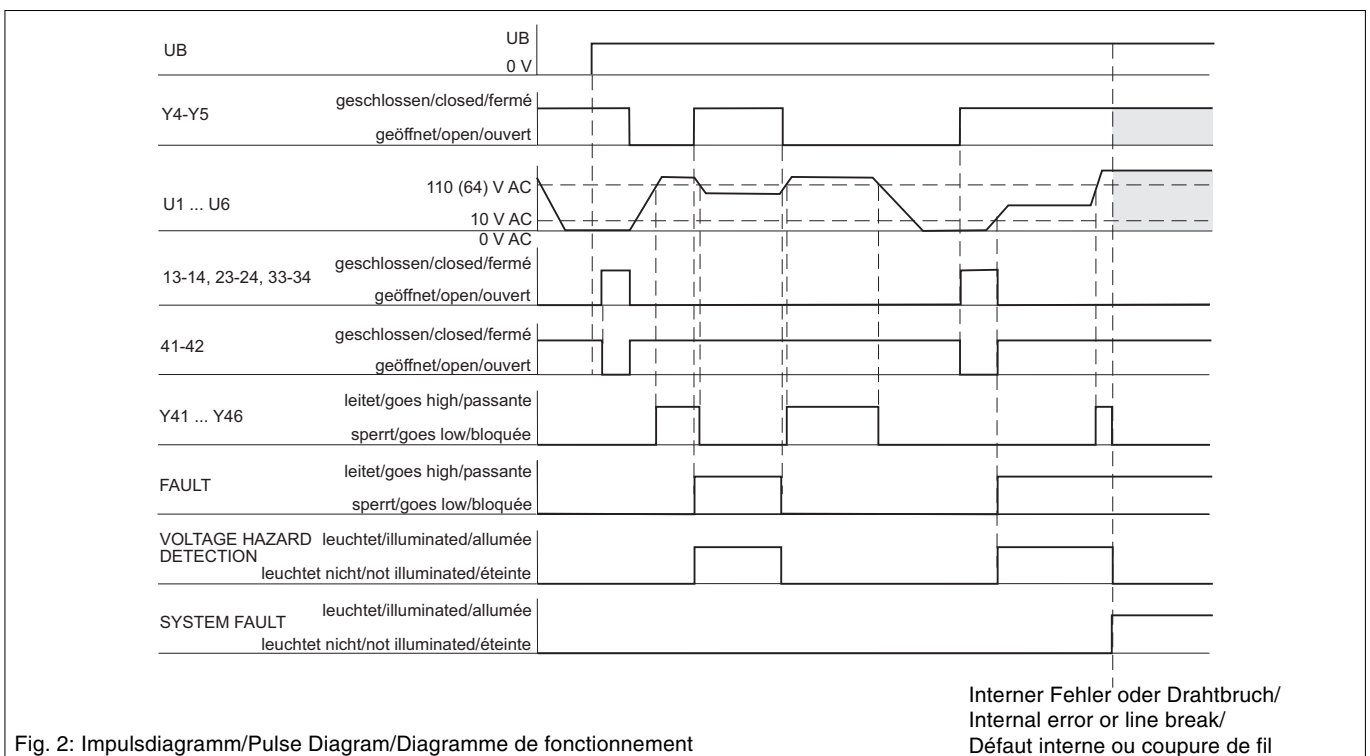 UB
UB
0 V
Y4-Y5
geschlossen/closed/fermé
geöffnet/open/ouvert
U1 ... U6
110 (64) V AC
10 V AC
0 V AC
13-14, 23-24, 33-34
geschlossen/closed/fermé
geöffnet/open/ouvert
41-42
geschlossen/closed/fermé
geöffnet/open/ouvert
Y41 ... Y46
leitet/goes high/passante
sperrt/goes low/bloquée
FAULT
leitet/goes high/passante
sperrt/goes low/bloquée
VOLTAGE HAZARD
DETECTION
leuchtet/illuminated/allumée
leuchtet nicht/not illuminated/éteinte
SYSTEM FAULT
leuchtet/illuminated/allumée
leuchtet nicht/not illuminated/éteinte
Interner Fehler oder Drahtbruch/
Internal error or line break/
Défaut interne ou coupure de fil
Fig. 2: Impulsdiagramm/Pulse Diagram/Diagramme de fonctionnement